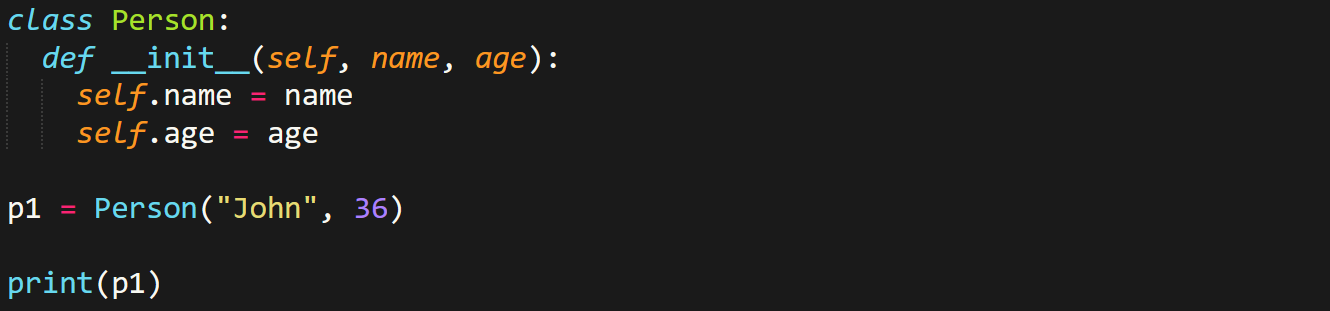 class Person:
  def __init__(self, name, age):
    self.name = name
    self.age = age

p1 = Person("John", 36)

print(p1)